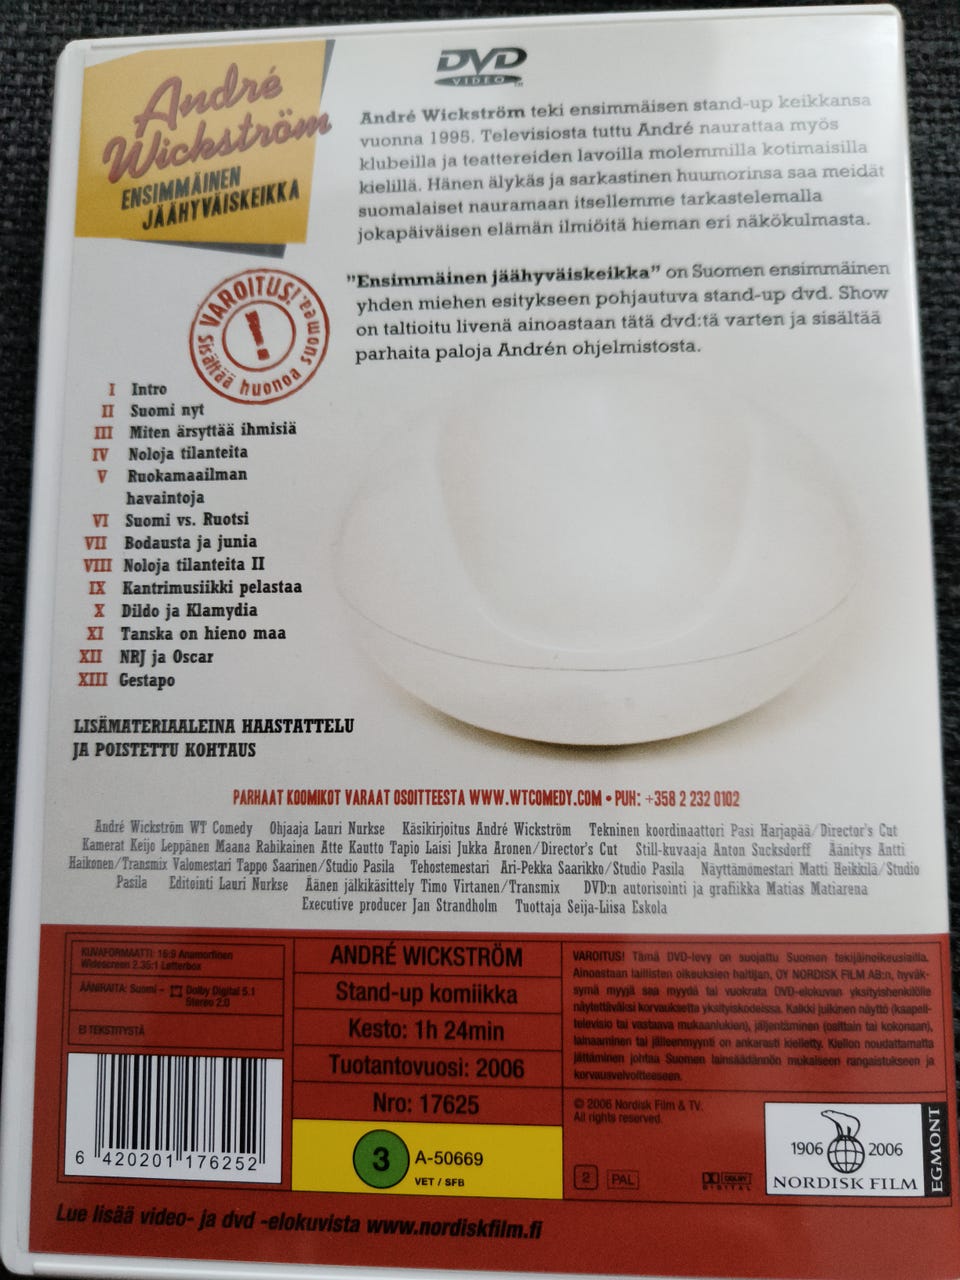 André
Wickström
ENSIMMÄINEN
JÄÄHYVÄISKEIKKA
DVD
VIDEO
André Wickström teki ensimmäisen stand-up keikkansa
vuonna 1995. Televisiosta tuttu André naurattaa myös
klubeilla ja teattereiden lavoilla molemmilla kotimaisilla
kielillä. Hänen älykäs ja sarkastinen huumorinsa saa meidät
suomalaiset nauramaan itsellemme tarkastelemalla
jokapäiväisen elämän ilmiöitä hieman eri näkökulmasta.
"Ensimmäinen jäähyväiskeikka" on Suomen ensimmäinen
yhden miehen esitykseen pohjautuva stand-up dvd. Show
on taltioitu livenä ainoastaan tätä dvd:tä varten ja sisältää
parhaita paloja Andrén ohjelmistosta.
VAROITUS!
!
Sisältää huonoa suomea.
I Intro
II Suomi nyt
III Miten ärsyttää ihmisiä
IV Noloja tilanteita
V Ruokamaailman
havaintoja
VI Suomi vs. Ruotsi
VII Bodausta ja junia
VIII Noloja tilanteita II
IX Kantrimusiikki pelastaa
X Dildo ja Klamydia
XI Tanska on hieno maa
XII NRJ ja Oscar
XIII Gestapo
LISÄMATERIAALEINA HAASTATTELU
JA POISTETTU KOHTAUS
PARHAAT KOOMIKOT VARAAT OSOITTEESTA WWW.WTCOMEDY.COM • PUH: +358 2 232 0102
André Wickström WT Comedy Ohjaaja Lauri Nurkse Käsikirjoitus André Wickström Tekninen koordinaattori Pasi Harjapää/Director's Cut
Kamerat Keijo Leppänen Maana Rahikainen Atte Kautto Tapio Laisi Jukka Aronen/Director's Cut Still-kuvaaja Anton Sucksdorff Äänitys Antti
Haikonen/Transmix Valomestari Tappo Saarinen/Studio Pasila Tehostemestari Ari-Pekka Saarikko/Studio Pasila Näyttämömestari Matti Heikkilä/Studio
Pasila Editointi Lauri Nurkse Äänen jälkikäsittely Timo Virtanen/Transmix DVD:n autorisointi ja grafiikka Matias Matiarena
Executive producer Jan Strandholm Tuottaja Seija-Liisa Eskola
KUVAFORMAATTI: 16:9 Anamorfinen
Widescreen 2.35:1 Letterbox
ÄÄNIRAITA: Suomi - Dolby Digital 5.1
Stereo 2.0
EI TEKSTITYSTÄ
6 420201 176252
ANDRÉ WICKSTRÖM
Stand-up komiikka
Kesto: 1h 24min
Tuotantovuosi: 2006
Nro: 17625
3 A-50669
VET / SFB
VAROITUS! Tämä DVD-levy on suojattu Suomen tekijäinoikeuslailla.
Ainoastaan laillisten oikeuksien haltijan, OY NORDISK FILM AB:n, hyväk-
symä myyjä saa myydä tai vuokrata DVD-elokuvan yksityishenkilölle
näytettäväksi korvauksetta yksityiskodeissa. Kaikki julkinen näyttö (kaapeli-
televisio tai vastaava mukaanlukien), jäljentäminen (osittain tai kokonaan),
lainaaminen tai jälleenmyynti on ankarasti kielletty. Kiellon noudattamatta
jättäminen johtaa Suomen lainsäädännön mukaiseen rangaistukseen ja
korvausvelvoitteeseen.
© 2006 Nordisk Film & TV.
All rights reserved.
2 PAL DOLBY
DIGITAL
1906 2006
NORDISK FILM
EGMONT
Lue lisää video- ja dvd -elokuvista www.nordiskfilm.fi